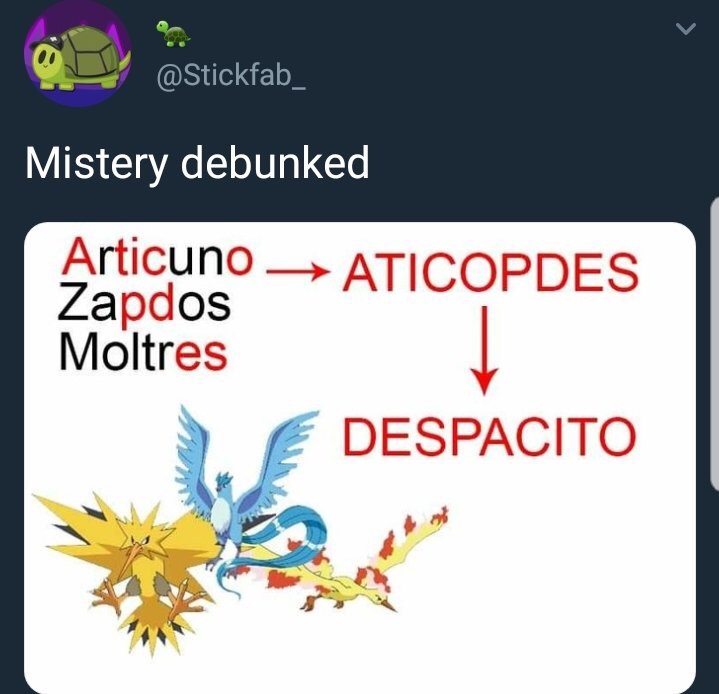 🐢
@Stickfab_
Mistery debunked
Articuno → ATICOPDES
Zapdos
Moltres
DESPACITO